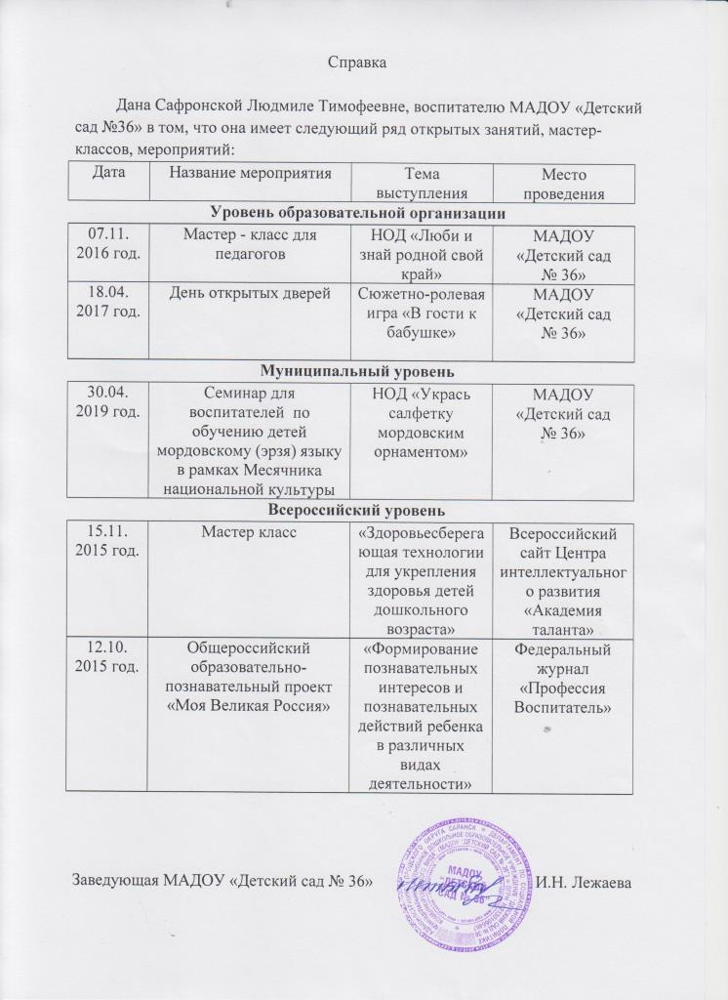 Справка
Дана Сафронской Людмиле Тимофеевне, воспитателю МАДОУ «Детский
сад №36» в том, что она имеет следующий ряд открытых занятий, мастер-
классов, мероприятий:
Дата
Название мероприятия
Тема
выступления
Место
проведения
Уровень образовательной организации
07.11.
2016 год.
Мастер - класс для
педагогов
НОД «Люби и
знай родной свой
край»
МАДОУ
«Детский сад
№ 36»
18.04.
2017 год.
День открытых дверей
Сюжетно-ролевая
игра «В гости к
бабушке»
МАДОУ
«Детский сад
№ 36»
Муниципальный уровень
30.04.
2019 год.
Семинар для
воспитателей по
обучению детей
мордовскому (эрзя) языку
в рамках Месячника
национальной культуры
НОД «Укрась
салфетку
мордовским
орнаментом»
МАДОУ
«Детский сад
№ 36»
Всероссийский уровень
15.11.
2015 год.
Мастер класс
«Здоровьесберега
ющая технологии
для укрепления
здоровья детей
дошкольного
возраста»
Всероссийский
сайт Центра
интеллектуальног
о развития
«Академия
таланта»
12.10.
2015 год.
Общероссийский
образовательно-
познавательный проект
«Моя Великая Россия»
«Формирование
познавательных
интересов и
познавательных
действий ребенка
в различных
видах
деятельности»
Федеральный
журнал
«Профессия
Воспитатель»
Заведующая МАДОУ «Детский сад № 36»
И.Н. Лежаева
МАДОУ
"ДЕТСКИЙ
САД № 36"